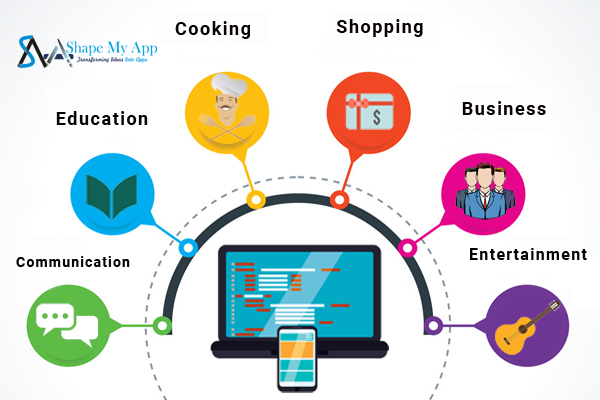 Cooking
Shopping
Shape My App
Transforming Ideas Into Apps
Education
Business
Communication
Entertainment
$